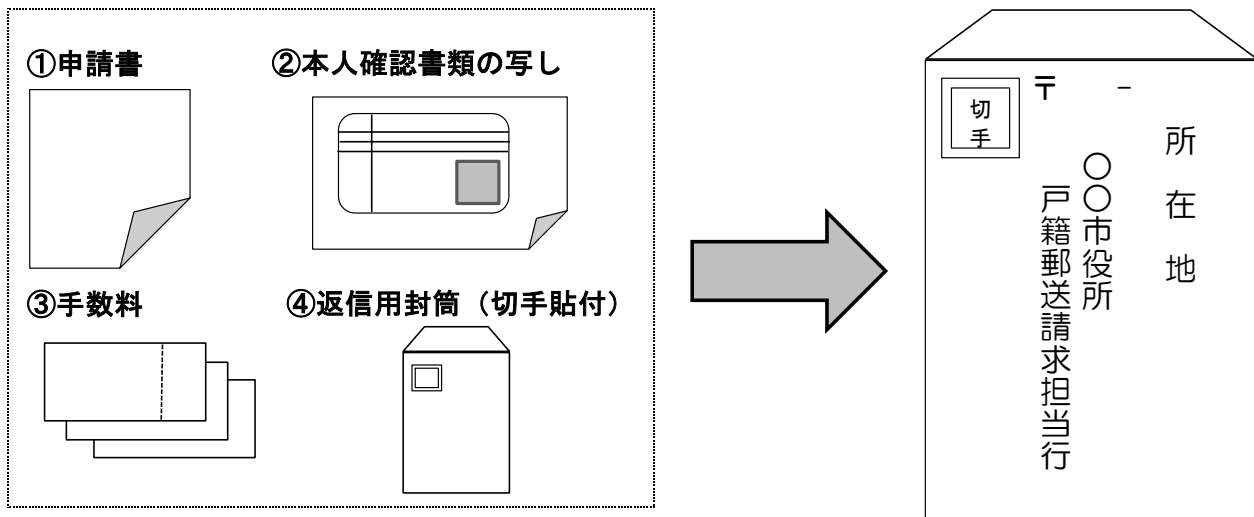 ①申請書
②本人確認書類の写し
③手数料
④返信用封筒（切手貼付）
切手
〒　－
所在地
〇〇市役所
戸籍郵送請求担当行